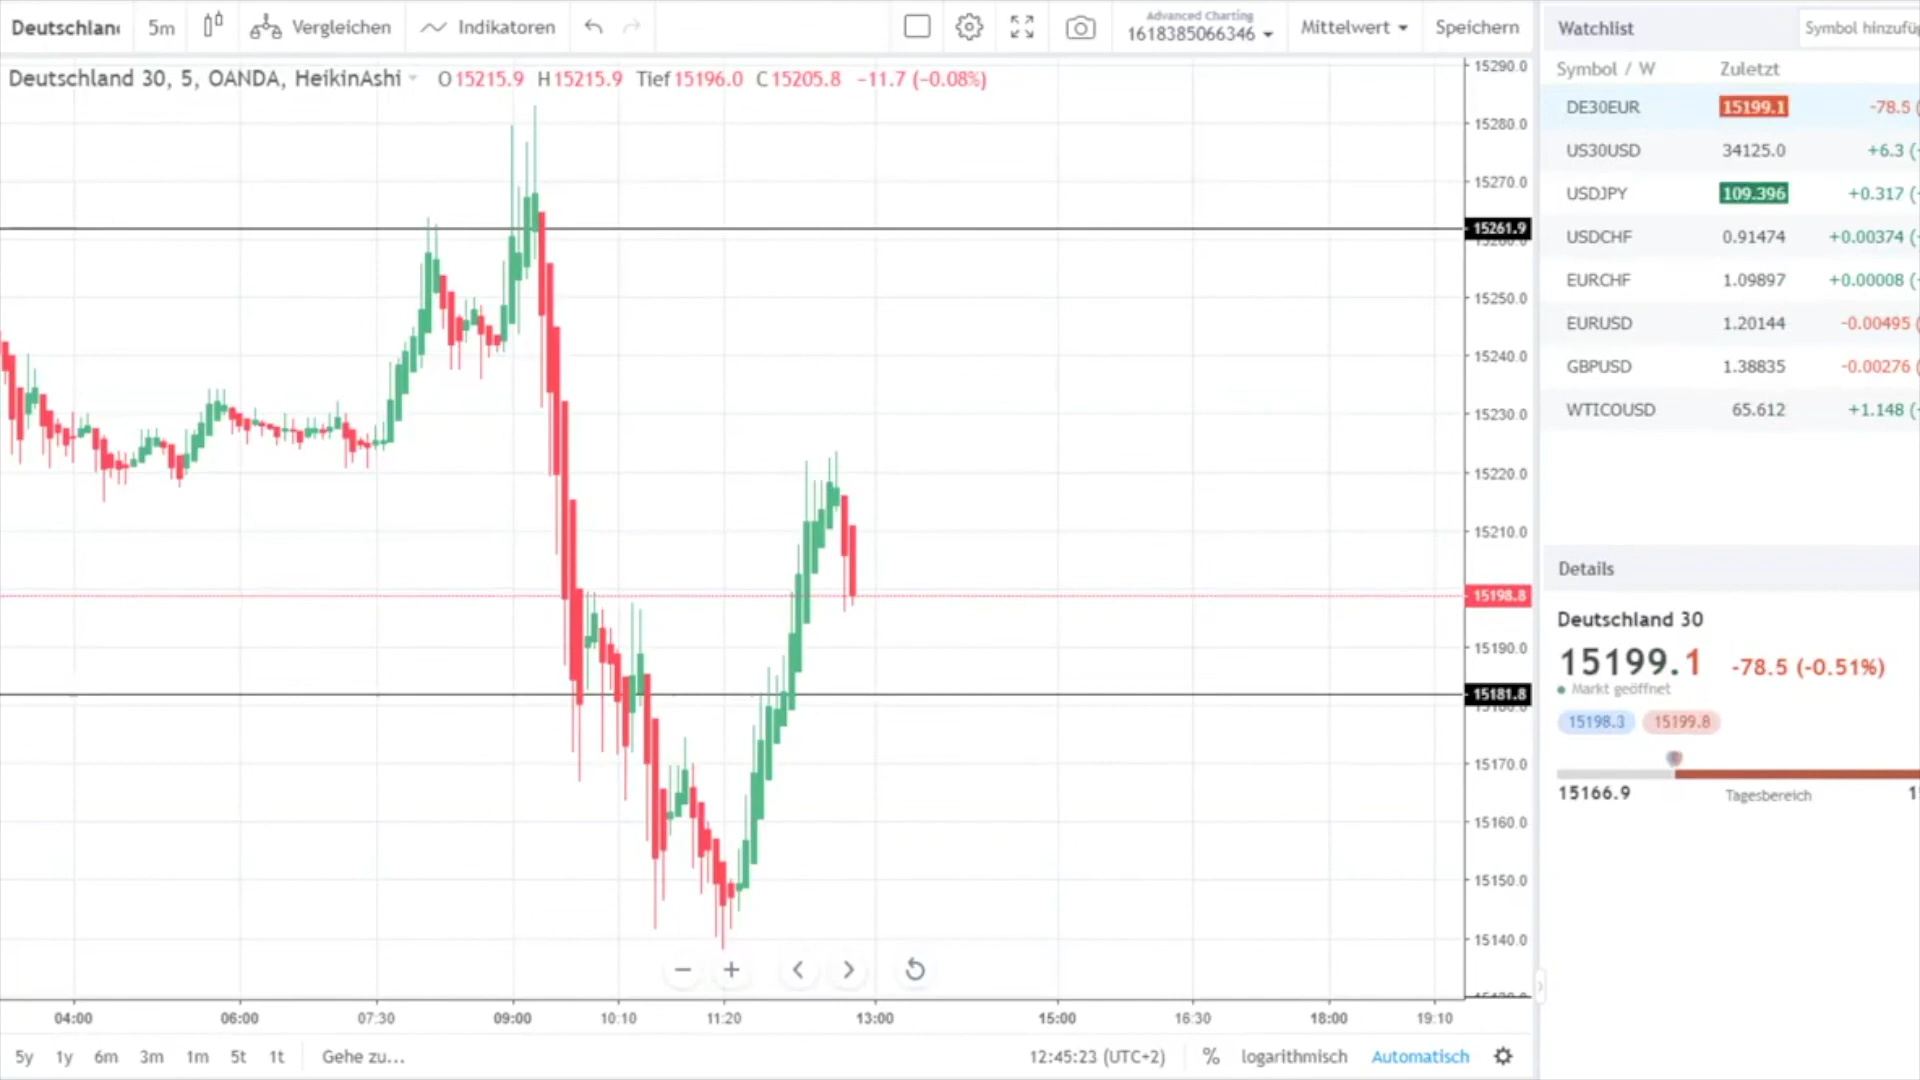 Deutschlan
5m
Vergleichen
Indikatoren
Advanced Charting
1618385066346
Mittelwert
Speichern
Deutschland 30, 5, OANDA, HeikinAshi O 15215.9 H 15215.9 Tief 15196.0 C 15205.8 −11.7 (−0.08%)
15290.0
15280.0
15270.0
15261.9
15250.0
15240.0
15230.0
15220.0
15210.0
15198.8
15190.0
15181.8
15170.0
15160.0
15150.0
15140.0
04:00 06:00 07:30 09:00 10:10 11:20 13:00 15:00 16:30 18:00 19:10
5y 1y 6m 3m 1m 5t 1t Gehe zu... 12:45:23 (UTC+2) % logarithmisch Automatisch
Watchlist Symbol hinzufü
Symbol / W Zuletzt
DE30EUR 15199.1 -78.5 (
US30USD 34125.0 +6.3 (
USDJPY 109.396 +0.317 (
USDCHF 0.91474 +0.00374 (
EURCHF 1.09897 +0.00008 (
EURUSD 1.20144 -0.00495 (
GBPUSD 1.38835 -0.00276 (
WTICOUSD 65.612 +1.148 (
Details
Deutschland 30
15199.1 -78.5 (-0.51%)
Markt geöffnet
15198.3 15199.8
15166.9 Tagesbereich 1